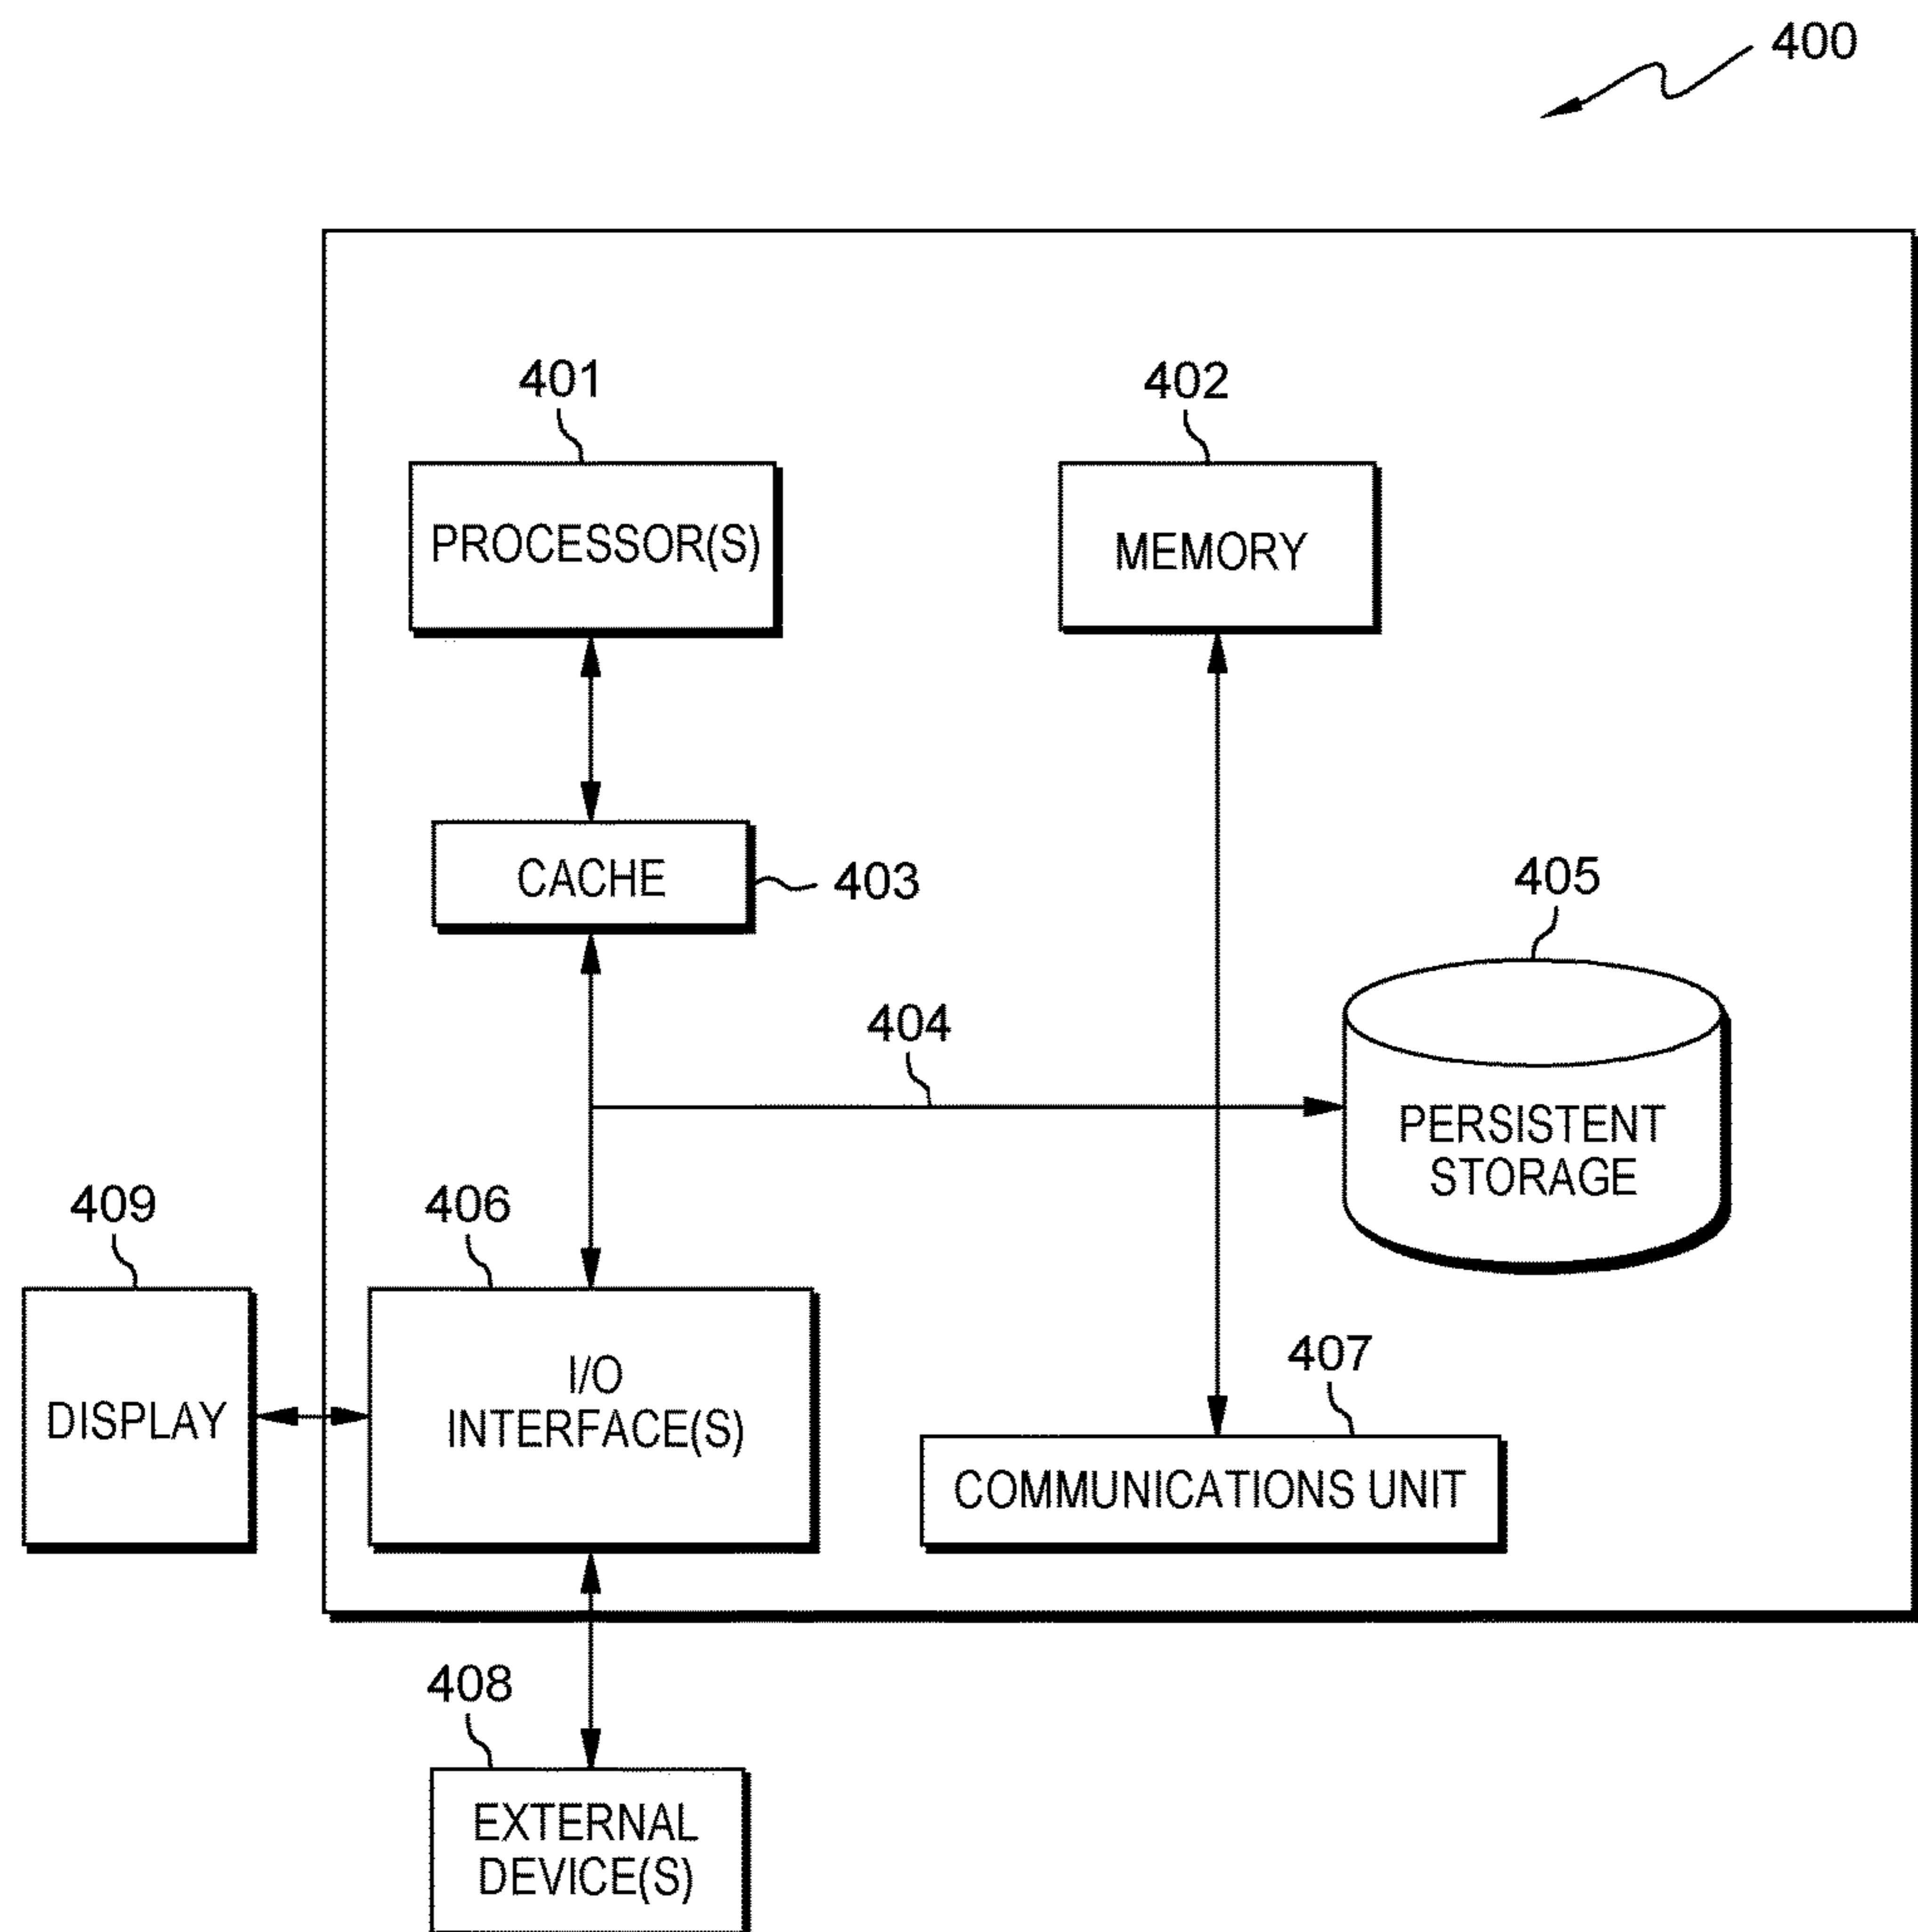 400
401
402
PROCESSOR(S)
MEMORY
CACHE
403
405
404
PERSISTENT
STORAGE
409
406
407
I/O
INTERFACE(S)
DISPLAY
COMMUNICATIONS UNIT
408
EXTERNAL
DEVICE(S)